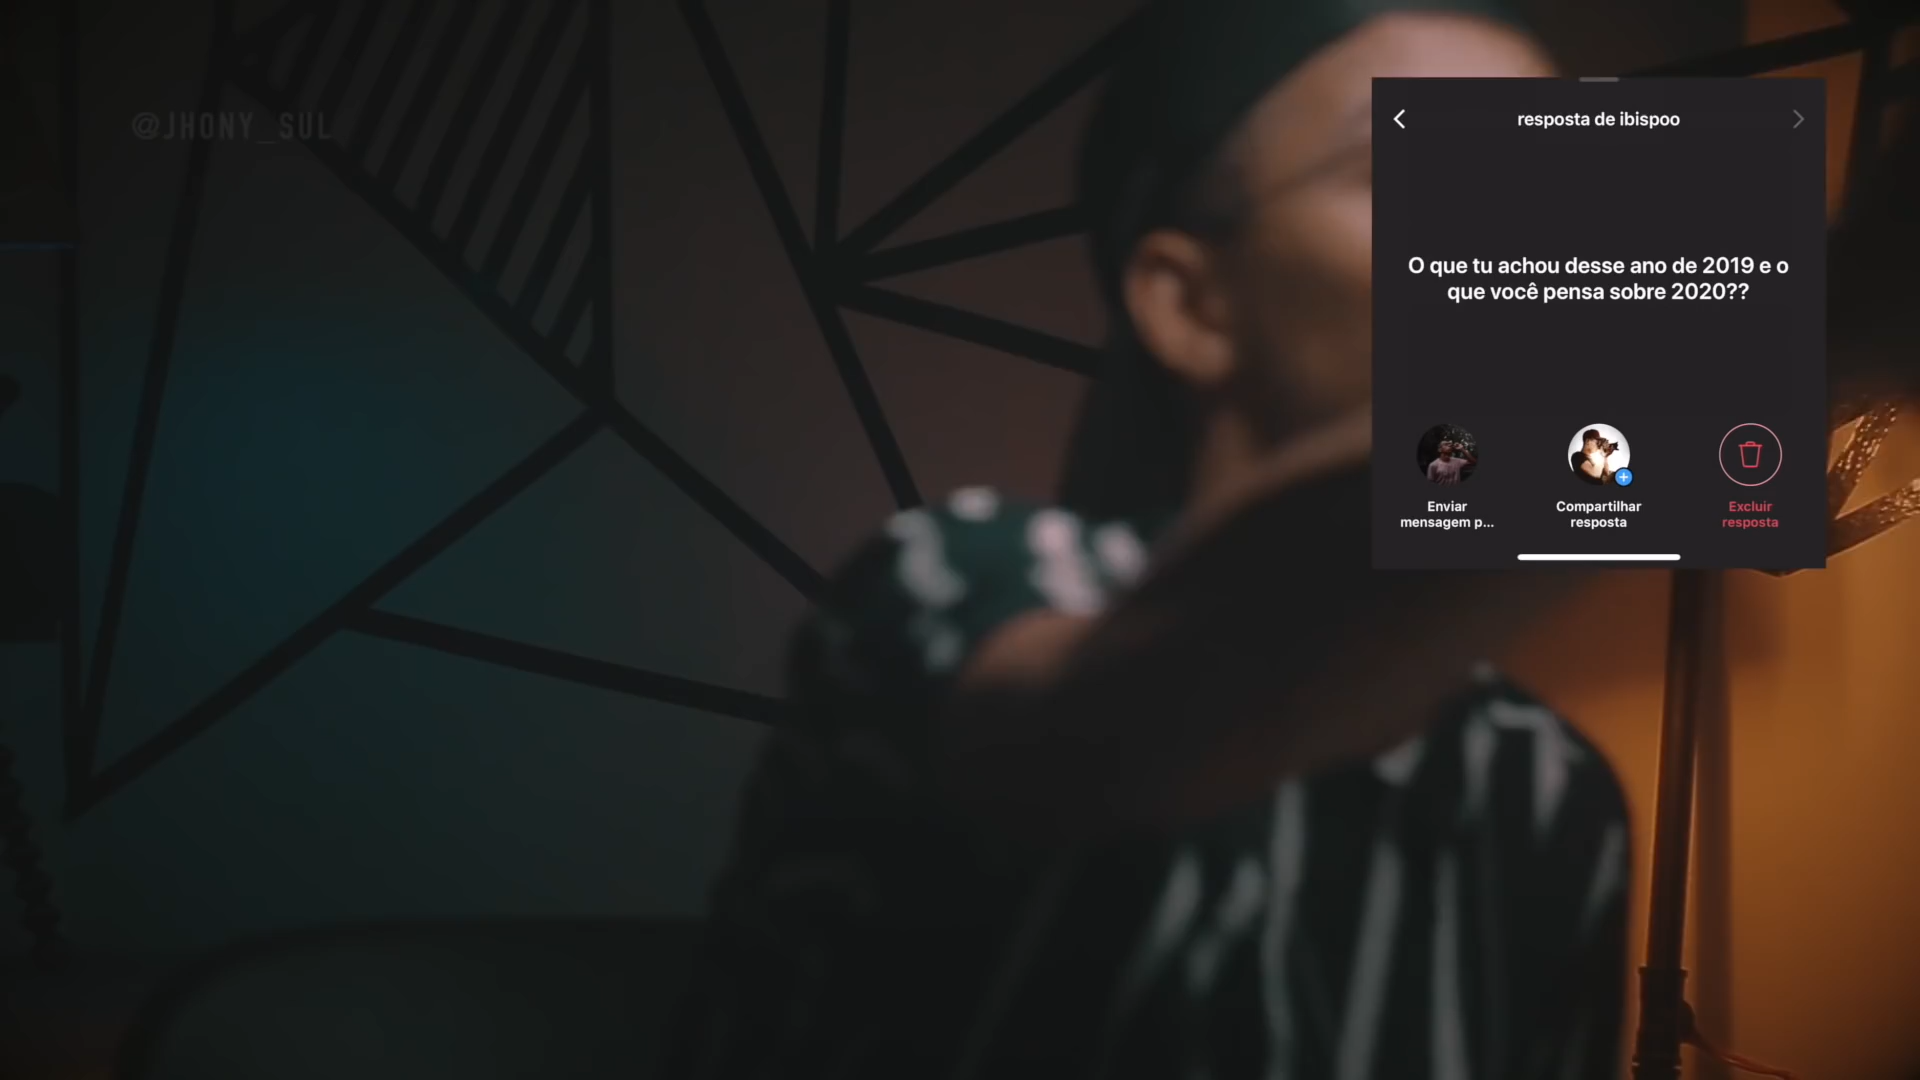 @JHONY_SUL
resposta de ibispoo
O que tu achou desse ano de 2019 e o
que você pensa sobre 2020??
Enviar
mensagem p...
Compartilhar
resposta
Excluir
resposta